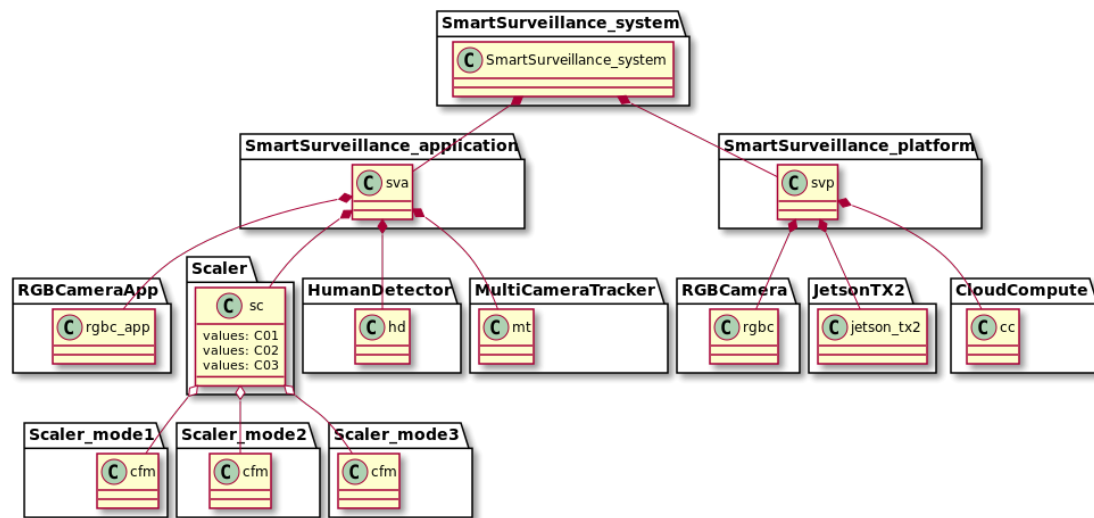 SmartSurveillance_system
C SmartSurveillance_system
SmartSurveillance_application
C sva
SmartSurveillance_platform
C svp
RGBCameraApp
C rgbc_app
Scaler
C sc
values: C01
values: C02
values: C03
HumanDetector
C hd
MultiCameraTracker
C mt
RGBCamera
C rgbc
JetsonTX2
C jetson_tx2
CloudCompute
C cc
Scaler_mode1
C cfm
Scaler_mode2
C cfm
Scaler_mode3
C cfm